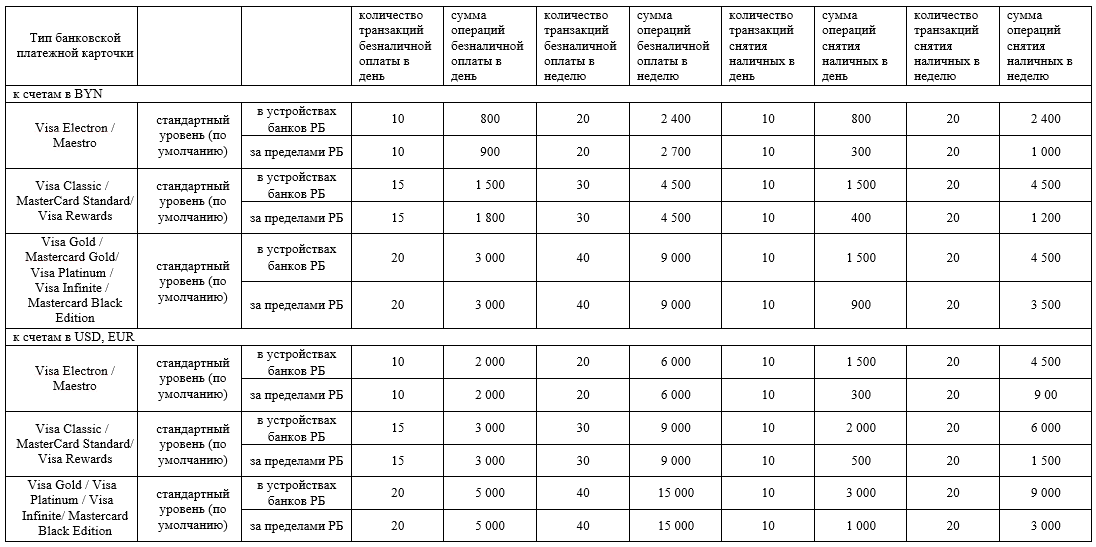 Тип банковской платежной карточки | | | количество транзакций безналичной оплаты в день | сумма операций безналичной оплаты в день | количество транзакций безналичной оплаты в неделю | сумма операций безналичной оплаты в неделю | количество транзакций снятия наличных в день | сумма операций снятия наличных в день | количество транзакций снятия наличных в неделю | сумма операций снятия наличных в неделю
к счетам в BYN
Visa Electron / Maestro | стандартный уровень (по умолчанию) | в устройствах банков РБ | 10 | 800 | 20 | 2 400 | 10 | 800 | 20 | 2 400
за пределами РБ | 10 | 900 | 20 | 2 700 | 10 | 300 | 20 | 1 000
Visa Classic / MasterCard Standard/ Visa Rewards | стандартный уровень (по умолчанию) | в устройствах банков РБ | 15 | 1 500 | 30 | 4 500 | 10 | 1 500 | 20 | 4 500
за пределами РБ | 15 | 1 800 | 30 | 4 500 | 10 | 400 | 20 | 1 200
Visa Gold / Mastercard Gold/ Visa Platinum / Visa Infinite / Mastercard Black Edition | стандартный уровень (по умолчанию) | в устройствах банков РБ | 20 | 3 000 | 40 | 9 000 | 10 | 1 500 | 20 | 4 500
за пределами РБ | 20 | 3 000 | 40 | 9 000 | 10 | 900 | 20 | 3 500
к счетам в USD, EUR
Visa Electron / Maestro | стандартный уровень (по умолчанию) | в устройствах банков РБ | 10 | 2 000 | 20 | 6 000 | 10 | 1 500 | 20 | 4 500
за пределами РБ | 10 | 2 000 | 20 | 6 000 | 10 | 300 | 20 | 9 00
Visa Classic / MasterCard Standard/ Visa Rewards | стандартный уровень (по умолчанию) | в устройствах банков РБ | 15 | 3 000 | 30 | 9 000 | 10 | 2 000 | 20 | 6 000
за пределами РБ | 15 | 3 000 | 30 | 9 000 | 10 | 500 | 20 | 1 500
Visa Gold / Visa Platinum / Visa Infinite/ Mastercard Black Edition | стандартный уровень (по умолчанию) | в устройствах банков РБ | 20 | 5 000 | 40 | 15 000 | 10 | 3 000 | 20 | 9 000
за пределами РБ | 20 | 5 000 | 40 | 15 000 | 10 | 1 000 | 20 | 3 000